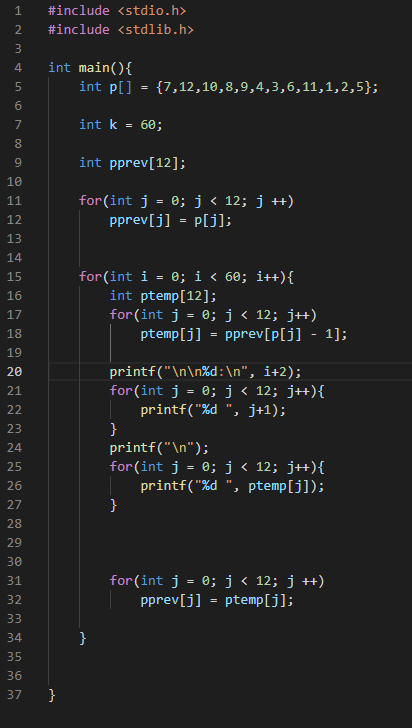 1 #include <stdio.h>
2 #include <stdlib.h>
3
4 int main(){
5     int p[] = {7,12,10,8,9,4,3,6,11,1,2,5};
6
7     int k = 60;
8
9     int pprev[12];
10
11     for(int j = 0; j < 12; j ++)
12         pprev[j] = p[j];
13
14
15     for(int i = 0; i < 60; i++){
16         int ptemp[12];
17         for(int j = 0; j < 12; j++)
18             ptemp[j] = pprev[p[j] - 1];
19
20         printf("\n\n%d:\n", i+2);
21         for(int j = 0; j < 12; j++){
22             printf("%d ", j+1);
23         }
24         printf("\n");
25         for(int j = 0; j < 12; j++){
26             printf("%d ", ptemp[j]);
27         }
28
29
30
31         for(int j = 0; j < 12; j ++)
32             pprev[j] = ptemp[j];
33
34     }
35
36
37 }